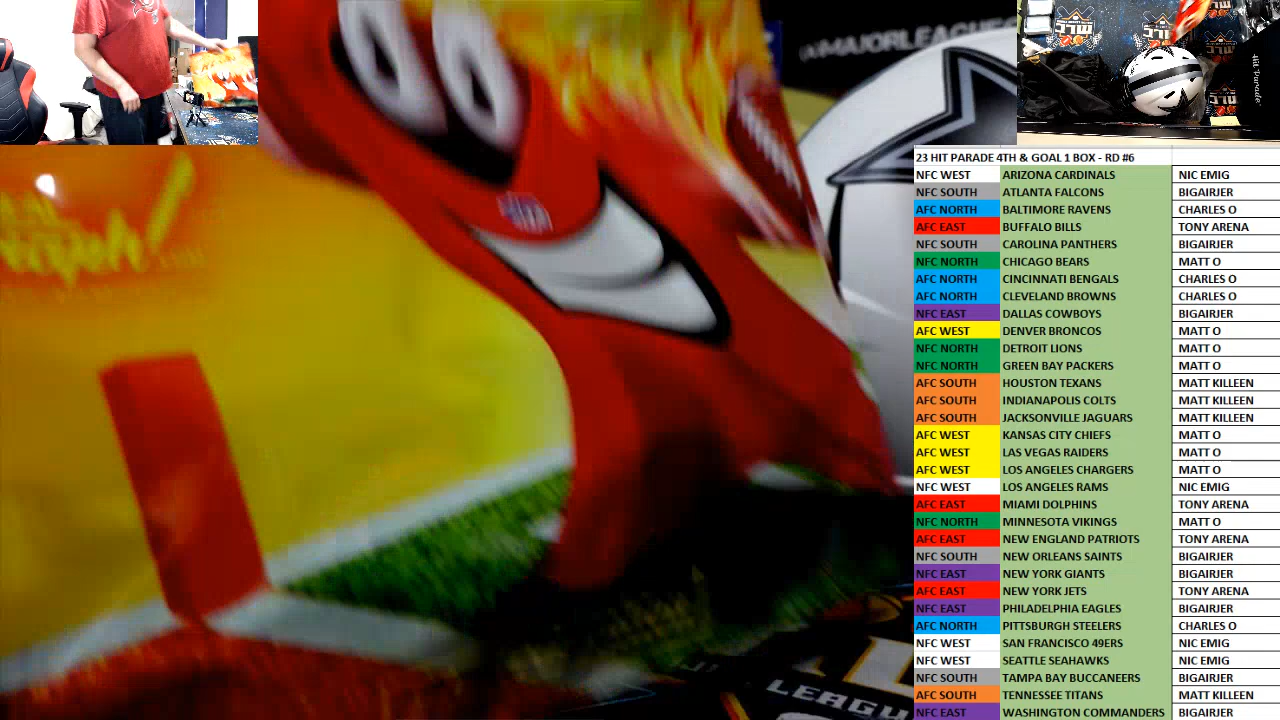 @MAJORLEAGUE
שרב
שרב
שרב
שרב
Hit Parade
23 HIT PARADE 4TH & GOAL 1 BOX - RD #6
NFC WEST ARIZONA CARDINALS NIC EMIG
NFC SOUTH ATLANTA FALCONS BIGAIRJER
AFC NORTH BALTIMORE RAVENS CHARLES O
AFC EAST BUFFALO BILLS TONY ARENA
NFC SOUTH CAROLINA PANTHERS BIGAIRJER
NFC NORTH CHICAGO BEARS MATT O
AFC NORTH CINCINNATI BENGALS CHARLES O
AFC NORTH CLEVELAND BROWNS CHARLES O
NFC EAST DALLAS COWBOYS BIGAIRJER
AFC WEST DENVER BRONCOS MATT O
NFC NORTH DETROIT LIONS MATT O
NFC NORTH GREEN BAY PACKERS MATT O
AFC SOUTH HOUSTON TEXANS MATT KILLEEN
AFC SOUTH INDIANAPOLIS COLTS MATT KILLEEN
AFC SOUTH JACKSONVILLE JAGUARS MATT KILLEEN
AFC WEST KANSAS CITY CHIEFS MATT O
AFC WEST LAS VEGAS RAIDERS MATT O
AFC WEST LOS ANGELES CHARGERS MATT O
NFC WEST LOS ANGELES RAMS NIC EMIG
AFC EAST MIAMI DOLPHINS TONY ARENA
NFC NORTH MINNESOTA VIKINGS MATT O
AFC EAST NEW ENGLAND PATRIOTS TONY ARENA
NFC SOUTH NEW ORLEANS SAINTS BIGAIRJER
NFC EAST NEW YORK GIANTS BIGAIRJER
AFC EAST NEW YORK JETS TONY ARENA
NFC EAST PHILADELPHIA EAGLES BIGAIRJER
AFC NORTH PITTSBURGH STEELERS CHARLES O
NFC WEST SAN FRANCISCO 49ERS NIC EMIG
NFC WEST SEATTLE SEAHAWKS NIC EMIG
NFC SOUTH TAMPA BAY BUCCANEERS BIGAIRJER
AFC SOUTH TENNESSEE TITANS MATT KILLEEN
NFC EAST WASHINGTON COMMANDERS BIGAIRJER
LEAGU